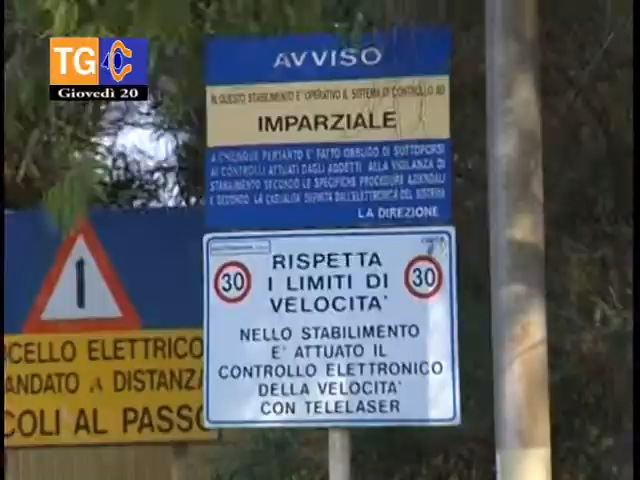 TG 4C
Giovedì 20
AVVISO
IN QUESTO STABILIMENTO E' OPERATIVO IL SISTEMA DI CONTROLLO AD
IMPARZIALE
A CHIUNQUE PERTANTO E' FATTO OBBLIGO DI SOTTOPORSI
AI CONTROLLI ATTUATI DAGLI ADDETTI ALLA VIGILANZA DI
STABILIMENTO SECONDO LE SPECIFICHE PROCEDURE AZIENDALI
E SECONDO LA CASUALITA' DELL'ELETTRONICA DEL SISTEMA
LA DIREZIONE
30 RISPETTA 30
I LIMITI DI
VELOCITA'
NELLO STABILIMENTO
E' ATTUATO IL
CONTROLLO ELETTRONICO
DELLA VELOCITA'
CON TELELASER
CELLO ELETTRICO
ANDATO A DISTANZA
COLI AL PASSO